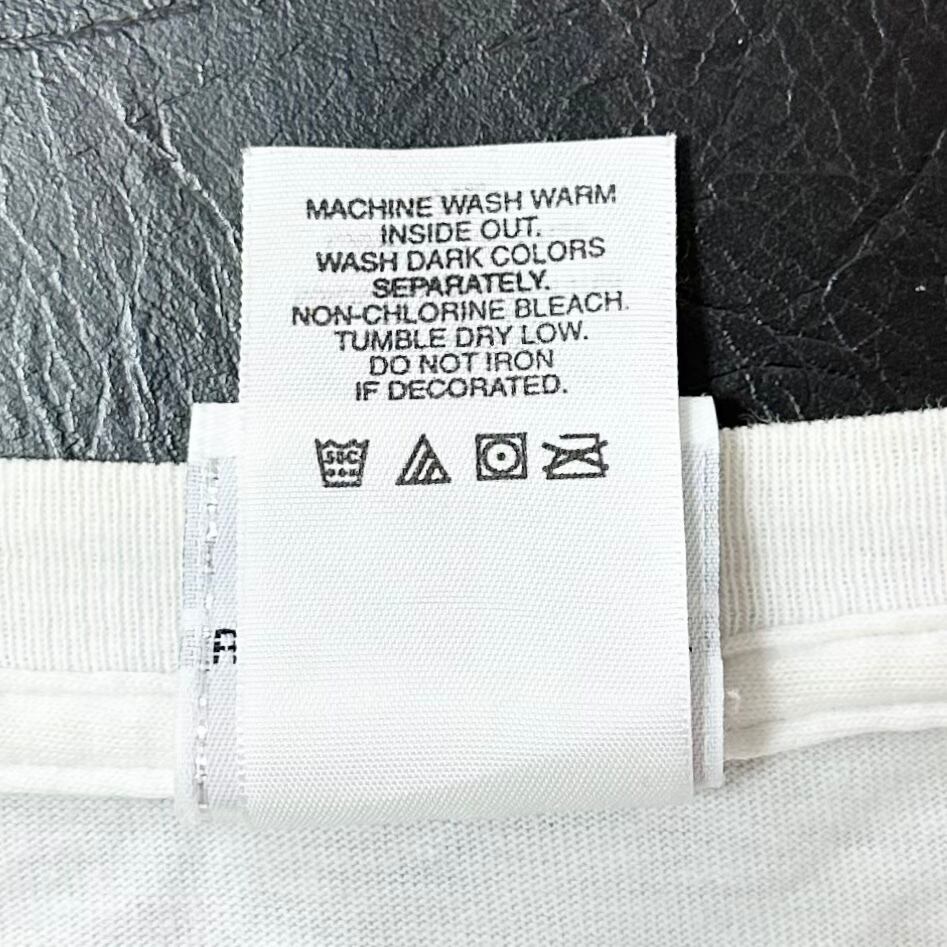 MACHINE WASH WARM
INSIDE OUT.
WASH DARK COLORS
SEPARATELY.
NON-CHLORINE BLEACH.
TUMBLE DRY LOW.
DO NOT IRON
IF DECORATED.